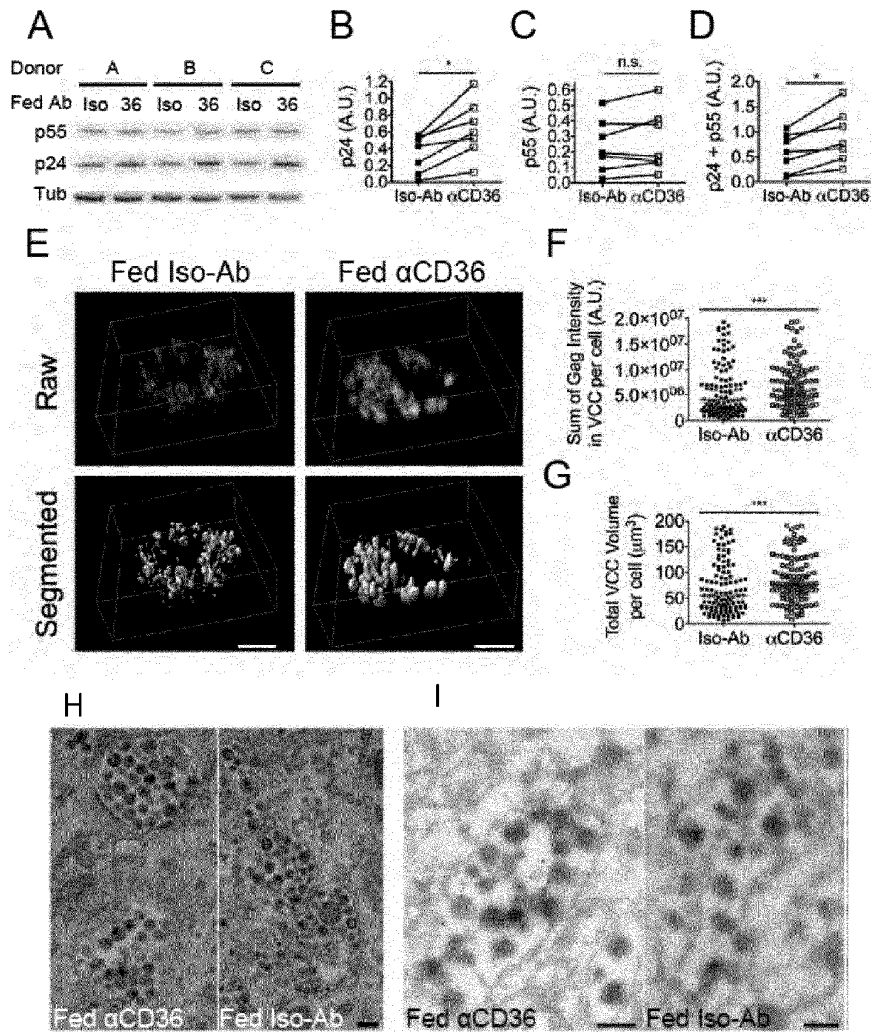 A
Donor A B C
Fed Ab Iso 36 Iso 36 Iso 36
p55
p24
Tub
B
p24 (A.U.)
1.2
1.0
0.8
0.6
0.4
0.2
0.0
*
Iso-Ab αCD36
C
p55 (A.U.)
0.6
0.5
0.4
0.3
0.2
0.1
0.0
n.s.
Iso-Ab αCD36
D
p24 + p55 (A.U.)
2.0
1.5
1.0
0.5
0.0
*
Iso-Ab αCD36
E
Fed Iso-Ab Fed αCD36
Raw
Segmented
F
Sum of Gag Intensity
in VCC per cell (A.U.)
2.0×10⁰⁷
1.5×10⁰⁷
1.0×10⁰⁷
5.0×10⁰⁶
0
***
Iso-Ab αCD36
G
Total VCC Volume
per cell (µm³)
200
150
100
50
0
***
Iso-Ab αCD36
H
Fed αCD36 Fed Iso-Ab
I
Fed αCD36 Fed Iso-Ab